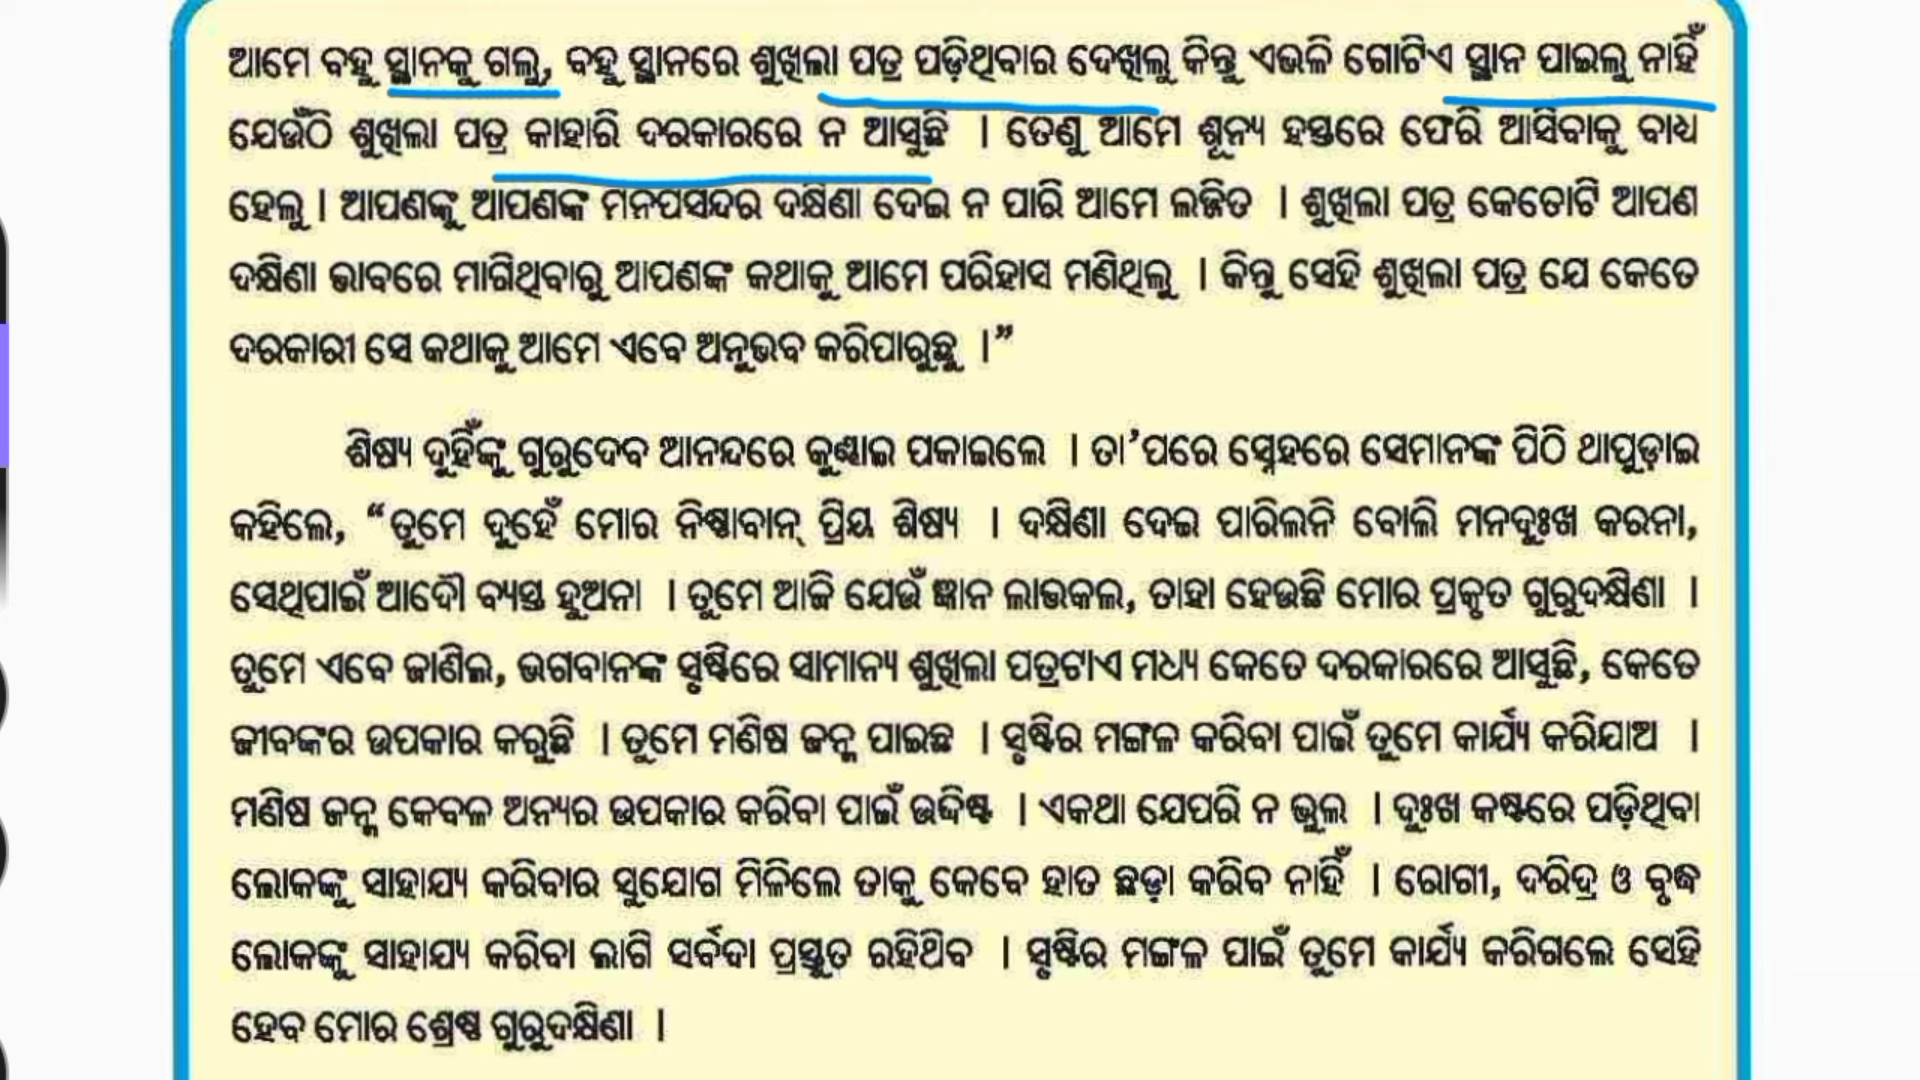 ଆମେ ବହୁ ସ୍ଥାନକୁ ଗଲୁ, ବହୁ ସ୍ଥାନରେ ଶୁଖିଲା ପତ୍ର ପଡ଼ିଥିବାର ଦେଖିଲୁ କିନ୍ତୁ ଏଭଳି ଗୋଟିଏ ସ୍ଥାନ ପାଇଲୁ ନାହିଁ
ଯେଉଁଠି ଶୁଖିଲା ପତ୍ର କାହାରି ଦରକାରରେ ନ ଆସୁଛି । ତେଣୁ ଆମେ ଶୂନ୍ୟ ହସ୍ତରେ ଫେରି ଆସିବାକୁ ବାଧ୍ୟ
ହେଲୁ । ଆପଣଙ୍କୁ ଆପଣଙ୍କ ମନପସନ୍ଦର ଦକ୍ଷିଣା ଦେଇ ନ ପାରି ଆମେ ଲଜ୍ଜିତ । ଶୁଖିଲା ପତ୍ର କେତୋଟି ଆପଣ
ଦକ୍ଷିଣା ଭାବରେ ମାଗିଥିବାରୁ ଆପଣଙ୍କ କଥାକୁ ଆମେ ପରିହାସ ମଣିଥିଲୁ । କିନ୍ତୁ ସେହି ଶୁଖିଲା ପତ୍ର ଯେ କେତେ
ଦରକାରୀ ସେ କଥାକୁ ଆମେ ଏବେ ଅନୁଭବ କରିପାରୁଛୁ ।”
ଶିଷ୍ୟ ଦୁହିଁଙ୍କୁ ଗୁରୁଦେବ ଆନନ୍ଦରେ କୁଣ୍ଢାଇ ପକାଇଲେ । ତା’ପରେ ସ୍ନେହରେ ସେମାନଙ୍କ ପିଠି ଥାପୁଡ଼ାଇ
କହିଲେ, “ତୁମେ ଦୁହେଁ ମୋର ନିଷ୍ଠାବାନ୍ ପ୍ରିୟ ଶିଷ୍ୟ । ଦକ୍ଷିଣା ଦେଇ ପାରିଲନି ବୋଲି ମନଦୁଃଖ କରନା,
ସେଥିପାଇଁ ଆଦୌ ବ୍ୟସ୍ତ ହୁଅନା । ତୁମେ ଆଜି ଯେଉଁ ଜ୍ଞାନ ଲାଭକଲ, ତାହା ହେଉଛି ମୋର ପ୍ରକୃତ ଗୁରୁଦକ୍ଷିଣା ।
ତୁମେ ଏବେ ଜାଣିଲ, ଭଗବାନଙ୍କ ସୃଷ୍ଟିରେ ସାମାନ୍ୟ ଶୁଖିଲା ପତ୍ରଟାଏ ମଧ୍ୟ କେତେ ଦରକାରରେ ଆସୁଛି, କେତେ
ଜୀବଙ୍କର ଉପକାର କରୁଛି । ତୁମେ ମଣିଷ ଜନ୍ମ ପାଇଛ । ସୃଷ୍ଟିର ମଙ୍ଗଳ କରିବା ପାଇଁ ତୁମେ କାର୍ଯ୍ୟ କରିଯାଅ ।
ମଣିଷ ଜନ୍ମ କେବଳ ଅନ୍ୟର ଉପକାର କରିବା ପାଇଁ ଉଦ୍ଦିଷ୍ଟ । ଏକଥା ଯେପରି ନ ଭୁଲ । ଦୁଃଖ କଷ୍ଟରେ ପଡ଼ିଥିବା
ଲୋକଙ୍କୁ ସାହାଯ୍ୟ କରିବାର ସୁଯୋଗ ମିଳିଲେ ତାକୁ କେବେ ହାତ ଛଡ଼ା କରିବ ନାହିଁ । ରୋଗୀ, ଦରିଦ୍ର ଓ ବୃଦ୍ଧ
ଲୋକଙ୍କୁ ସାହାଯ୍ୟ କରିବା ଲାଗି ସର୍ବଦା ପ୍ରସ୍ତୁତ ରହିଥିବ । ସୃଷ୍ଟିର ମଙ୍ଗଳ ପାଇଁ ତୁମେ କାର୍ଯ୍ୟ କରିଗଲେ ସେହି
ହେବ ମୋର ଶ୍ରେଷ୍ଠ ଗୁରୁଦକ୍ଷିଣା ।